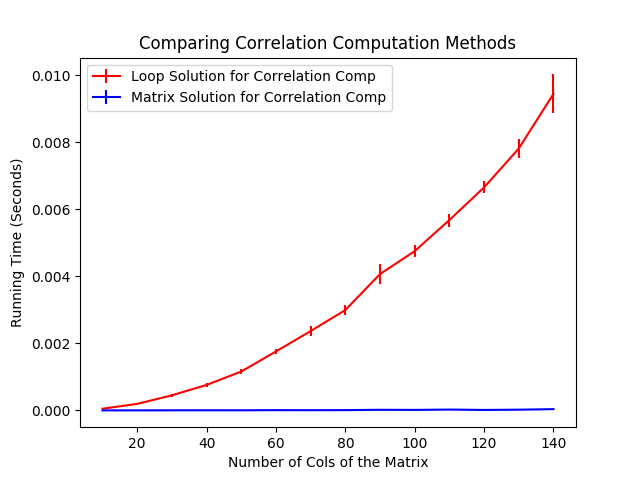 Comparing Correlation Computation Methods
Loop Solution for Correlation Comp
Matrix Solution for Correlation Comp
Running Time (Seconds)
0.010
0.008
0.006
0.004
0.002
0.000
20 40 60 80 100 120 140
Number of Cols of the Matrix